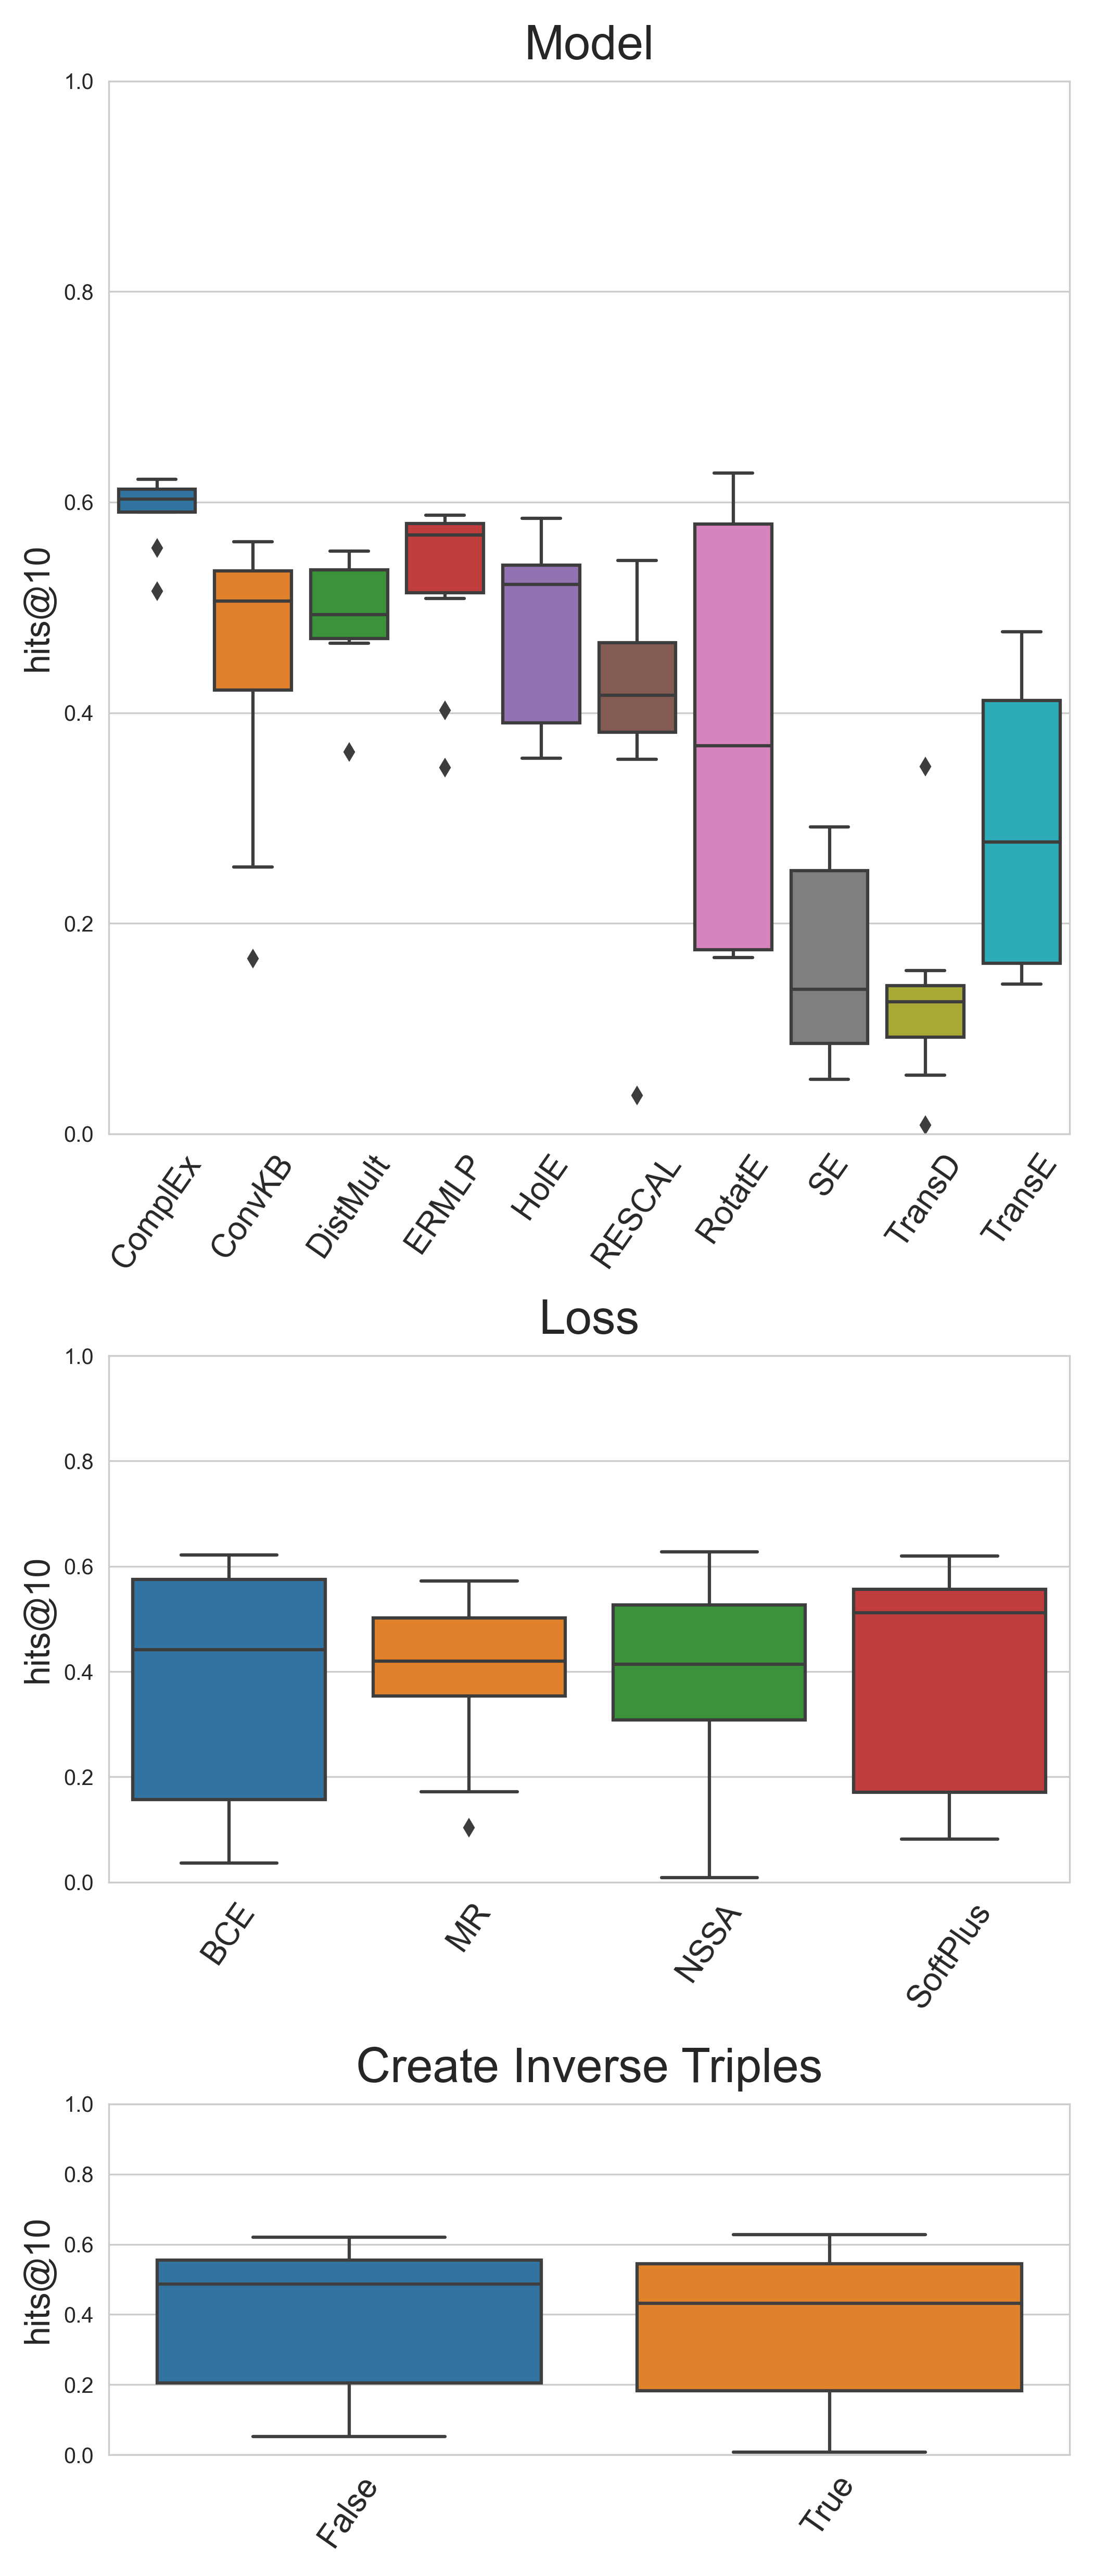 Model
1.0
0.8
0.6
0.4
0.2
0.0
hits@10
ComplEx
ConvKB
DistMult
ERMLP
HolE
RESCAL
RotatE
SE
TransD
TransE
Loss
1.0
0.8
0.6
0.4
0.2
0.0
hits@10
BCE
MR
NSSA
SoftPlus
Create Inverse Triples
1.0
0.8
0.6
0.4
0.2
0.0
hits@10
False
True